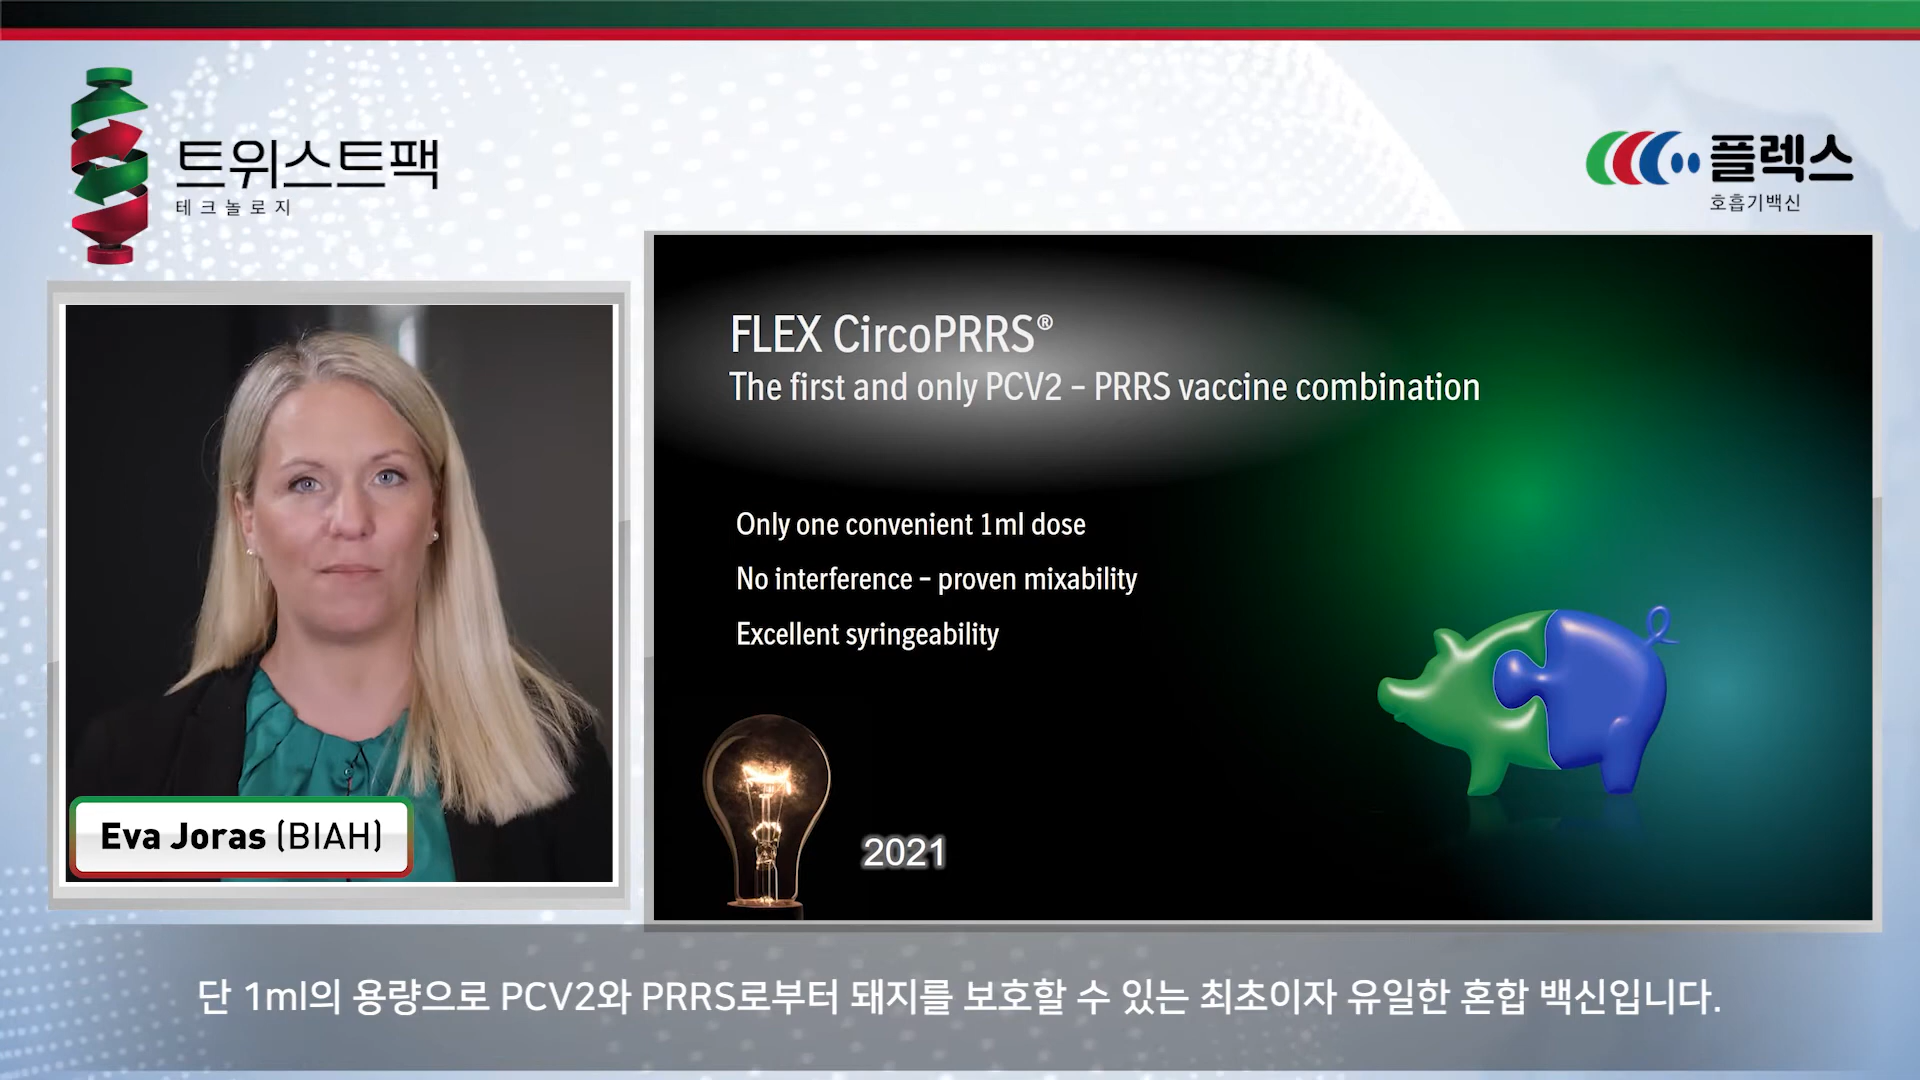 트위스트팩
테크놀로지
플렉스
호흡기백신
FLEX CircoPRRS®
The first and only PCV2 – PRRS vaccine combination
Only one convenient 1ml dose
No interference – proven mixability
Excellent syringeability
2021
Eva Joras (BIAH)
단 1ml의 용량으로 PCV2와 PRRS로부터 돼지를 보호할 수 있는 최초이자 유일한 혼합 백신입니다.